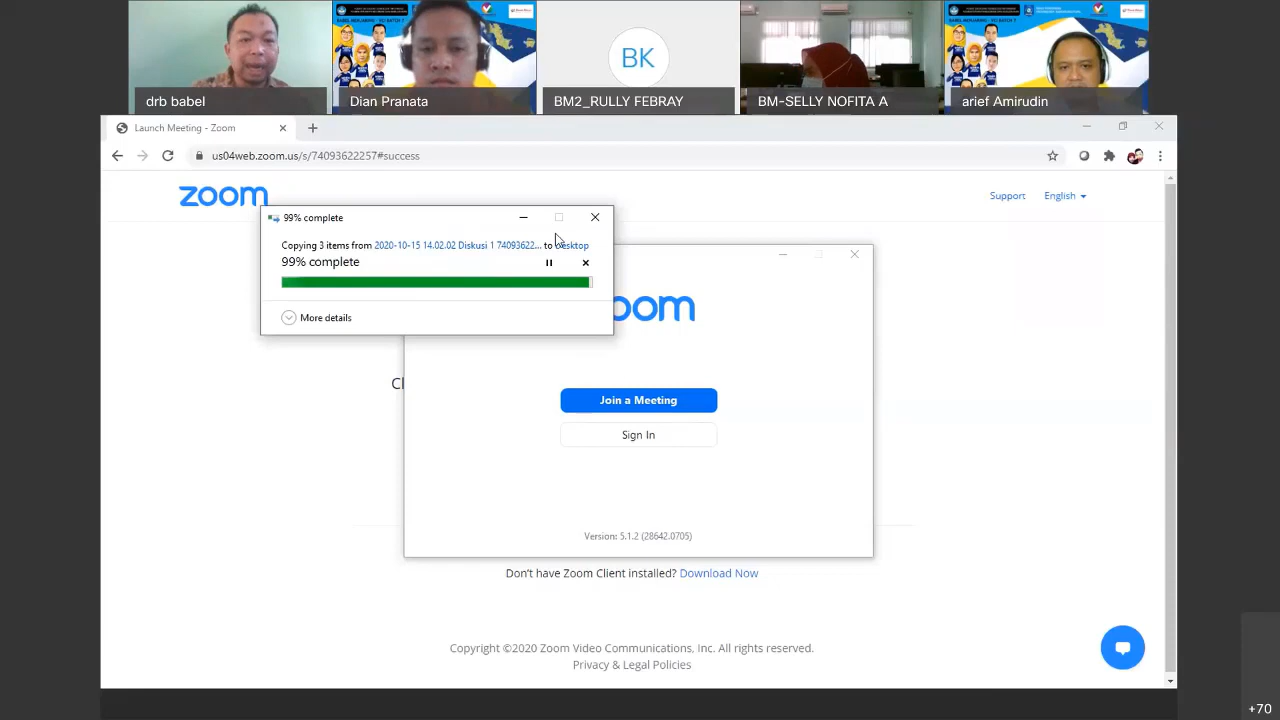 BK
drb babel
Dian Pranata
BM2_RULLY FEBRAY
BM-SELLY NOFITA A
arief Amirudin
Launch Meeting - Zoom
us04web.zoom.us/s/74093622257#success
zoom
Support
English
99% complete
Copying 3 items from 2020-10-15 14.02.02 Diskusi 1 74093622... to Desktop
99% complete
More details
oom
Cl
Join a Meeting
Sign In
Version: 5.1.2 (28642.0705)
Don't have Zoom Client installed? Download Now
Copyright ©2020 Zoom Video Communications, Inc. All rights reserved.
Privacy & Legal Policies
+70